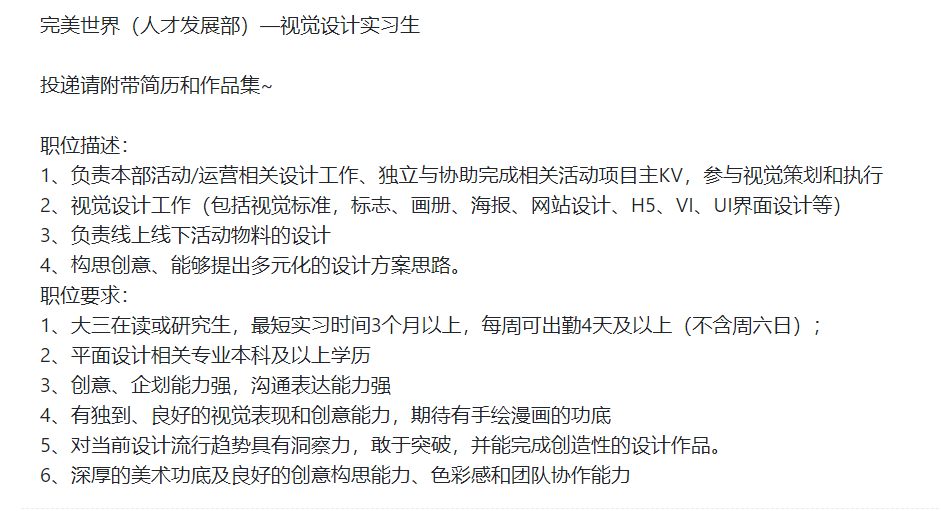 完美世界（人才发展部）—视觉设计实习生
投递请附带简历和作品集~
职位描述：
1、负责本部活动/运营相关设计工作、独立与协助完成相关活动项目主KV，参与视觉策划和执行
2、视觉设计工作（包括视觉标准，标志、画册、海报、网站设计、H5、VI、UI界面设计等）
3、负责线上线下活动物料的设计
4、构思创意、能够提出多元化的设计方案思路。
职位要求：
1、大三在读或研究生，最短实习时间3个月以上，每周可出勤4天及以上（不含周六日）；
2、平面设计相关专业本科及以上学历
3、创意、企划能力强，沟通表达能力强
4、有独到、良好的视觉表现和创意能力，期待有手绘漫画的功底
5、对当前设计流行趋势具有洞察力，敢于突破，并能完成创造性的设计作品。
6、深厚的美术功底及良好的创意构思能力、色彩感和团队协作能力